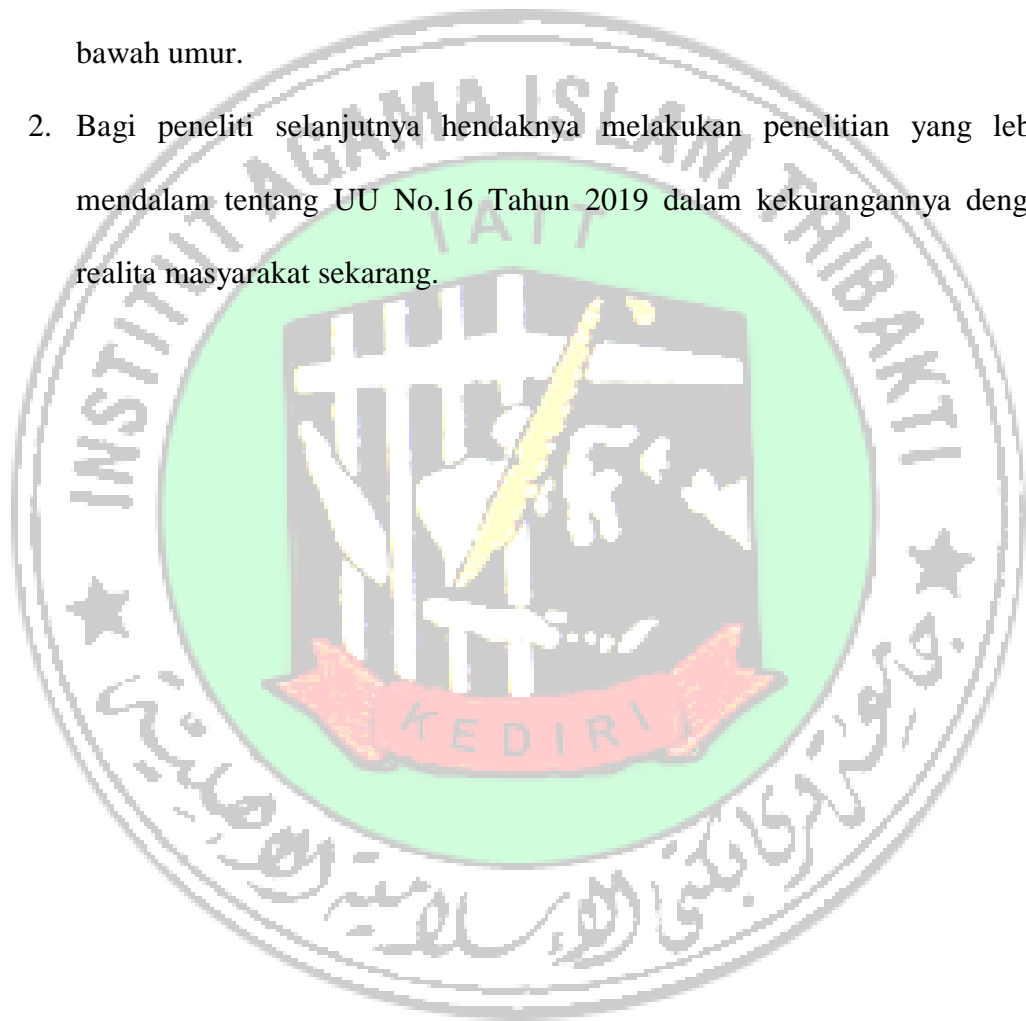 bawah umur.
2. Bagi peneliti selanjutnya hendaknya melakukan penelitian yang leb
mendalam tentang UU No.16 Tahun 2019 dalam kekurangannya deng
realita masyarakat sekarang.
INSTITUT AGAMA ISLAM TRIBAKTI
IAIT
KEDIRI